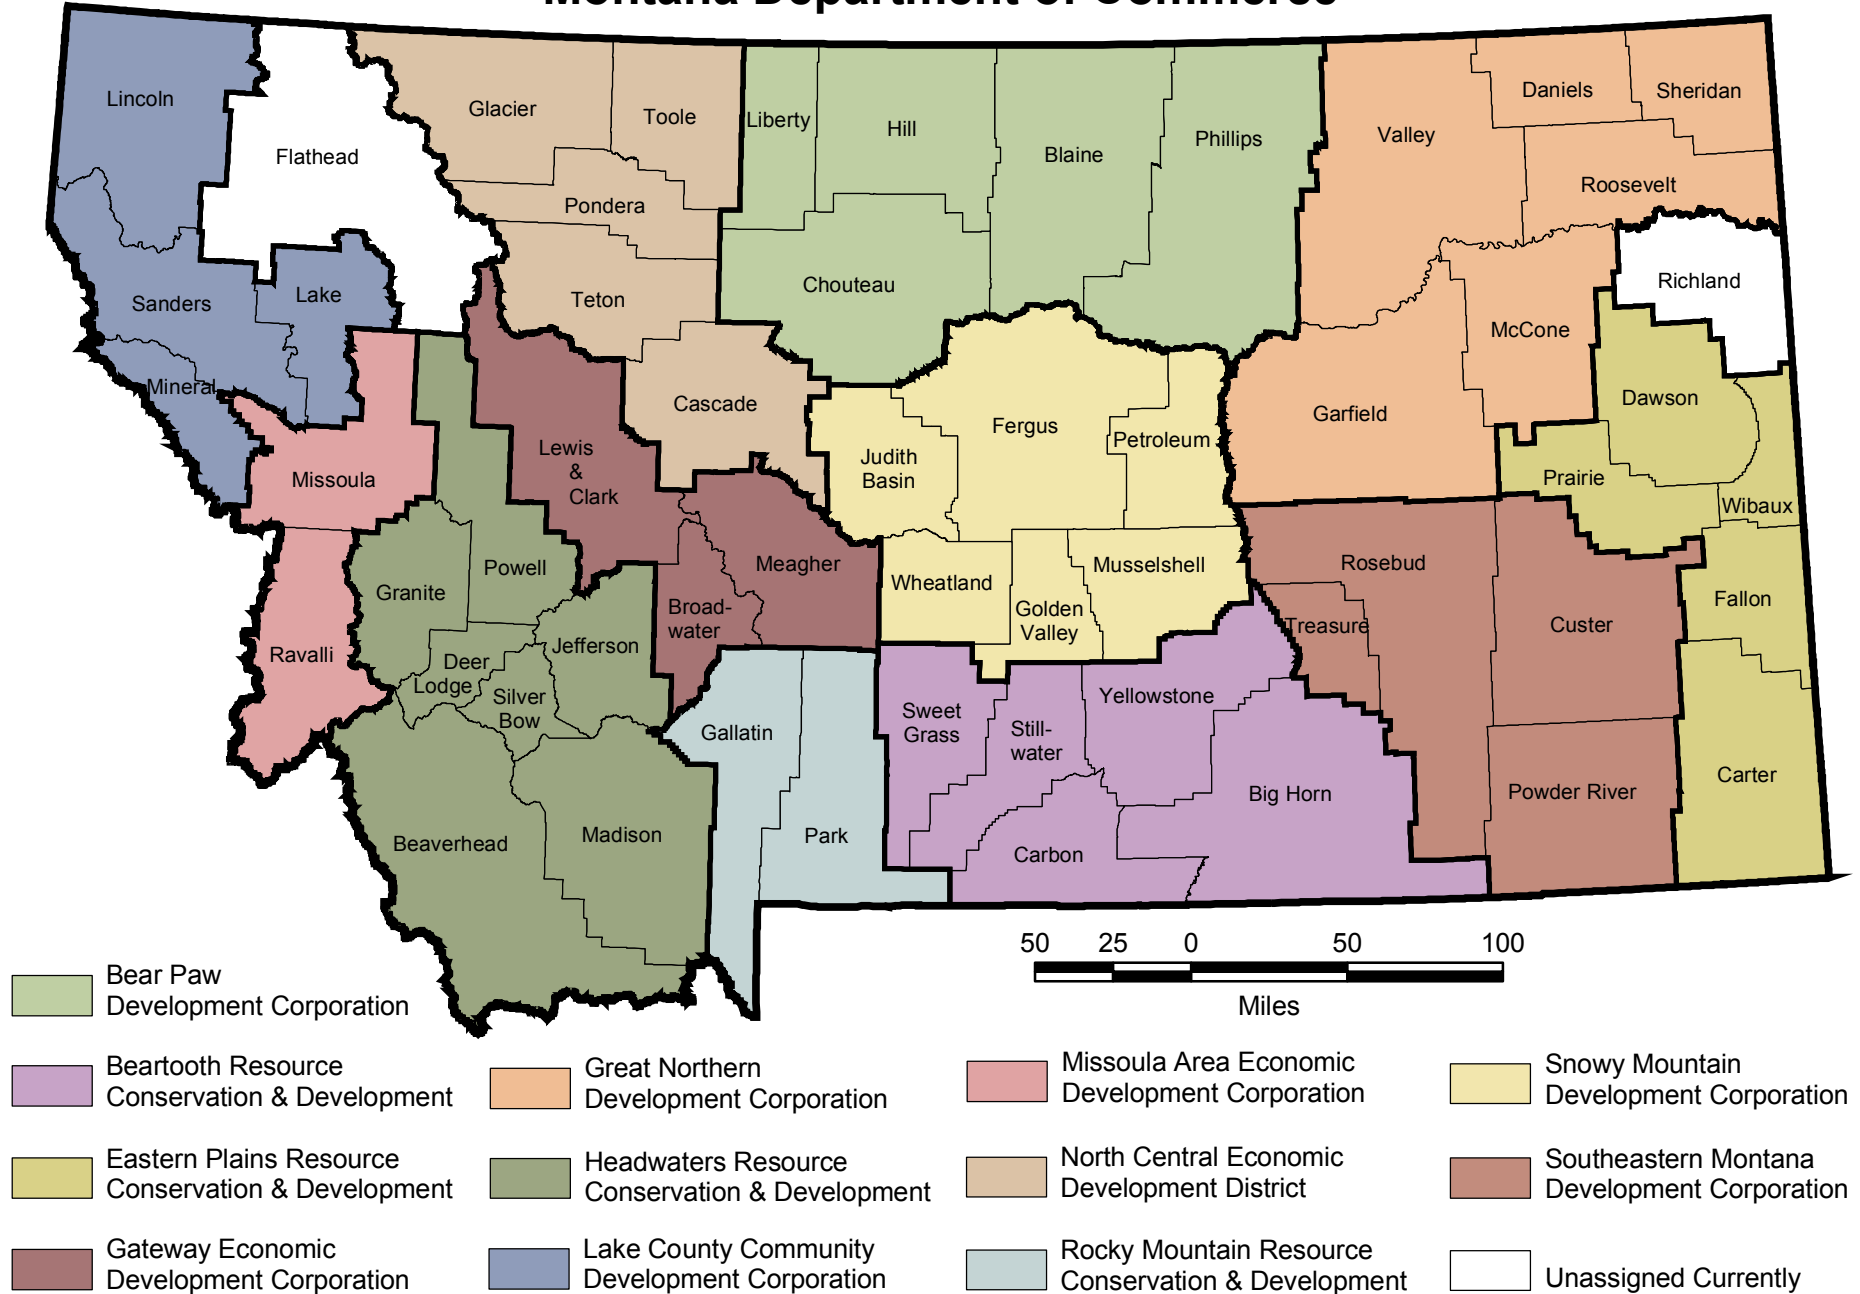 Montana Department of Commerce
Lincoln
Flathead
Glacier
Toole
Liberty
Hill
Blaine
Phillips
Valley
Daniels
Sheridan
Roosevelt
Pondera
Teton
Chouteau
Sanders
Lake
Richland
McCone
Mineral
Cascade
Fergus
Petroleum
Garfield
Dawson
Judith
Basin
Lewis
&
Clark
Missoula
Prairie
Wibaux
Powell
Granite
Meagher
Wheatland
Golden
Valley
Musselshell
Rosebud
Treasure
Custer
Fallon
Broad-
water
Jefferson
Ravalli
Deer
Lodge
Silver
Bow
Gallatin
Sweet
Grass
Still-
water
Yellowstone
Big Horn
Powder River
Carter
Beaverhead
Madison
Park
Carbon
50 25 0 50 100
Miles
Bear Paw
Development Corporation
Beartooth Resource
Conservation & Development
Great Northern
Development Corporation
Missoula Area Economic
Development Corporation
Snowy Mountain
Development Corporation
Eastern Plains Resource
Conservation & Development
Headwaters Resource
Conservation & Development
North Central Economic
Development District
Southeastern Montana
Development Corporation
Gateway Economic
Development Corporation
Lake County Community
Development Corporation
Rocky Mountain Resource
Conservation & Development
Unassigned Currently